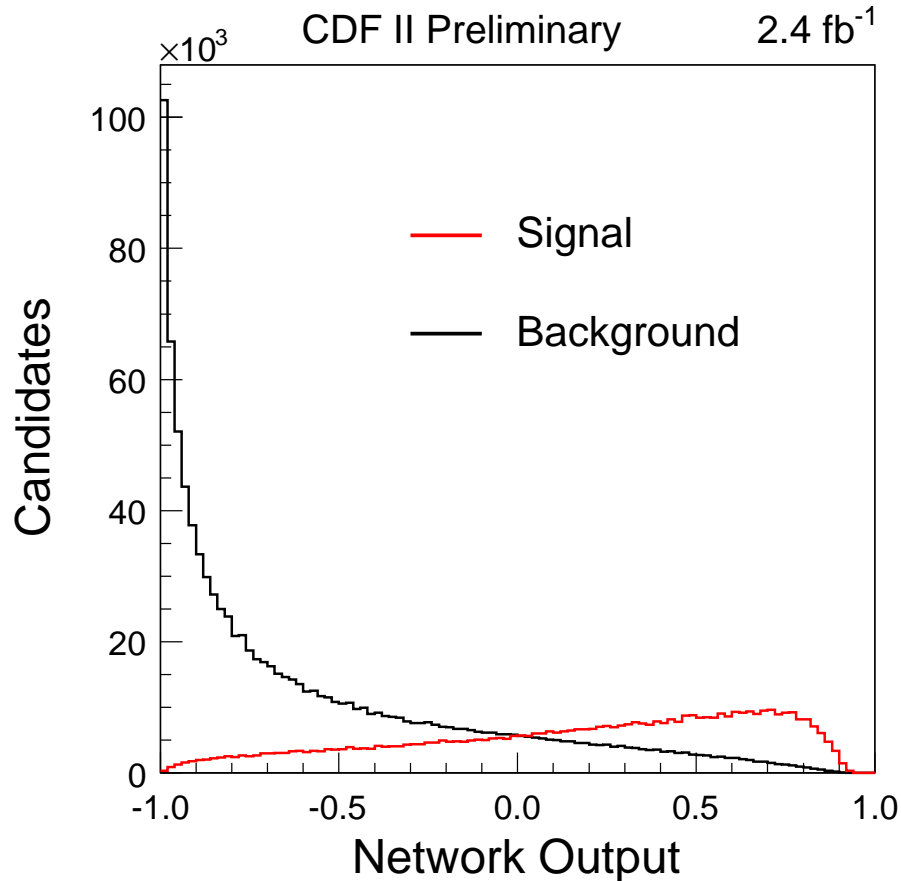 CDF II Preliminary 2.4 fb⁻¹
×10³
100
80
60
40
20
0
Candidates
Signal
Background
-1.0 -0.5 0.0 0.5 1.0
Network Output